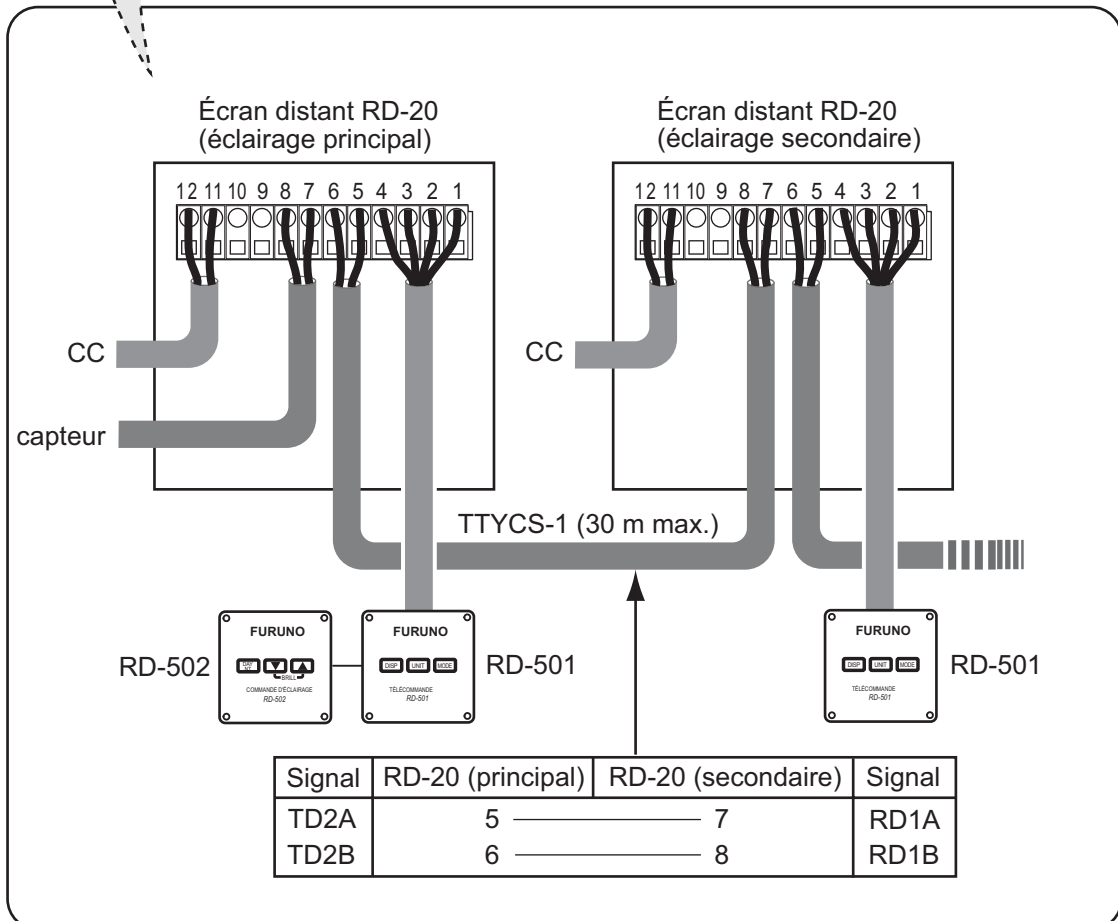 Écran distant RD-20
(éclairage principal)
Écran distant RD-20
(éclairage secondaire)
12 11 10 9 8 7 6 5 4 3 2 1
12 11 10 9 8 7 6 5 4 3 2 1
CC
CC
capteur
TTYCS-1 (30 m max.)
RD-502
FURUNO
DAY
NT
BRILL
COMMANDE D'ÉCLAIRAGE
RD-502
FURUNO
DISP UNIT MODE
TÉLÉCOMMANDE
RD-501
RD-501
FURUNO
DISP UNIT MODE
TÉLÉCOMMANDE
RD-501
RD-501
Signal RD-20 (principal) RD-20 (secondaire) Signal
TD2A 5 7 RD1A
TD2B 6 8 RD1B